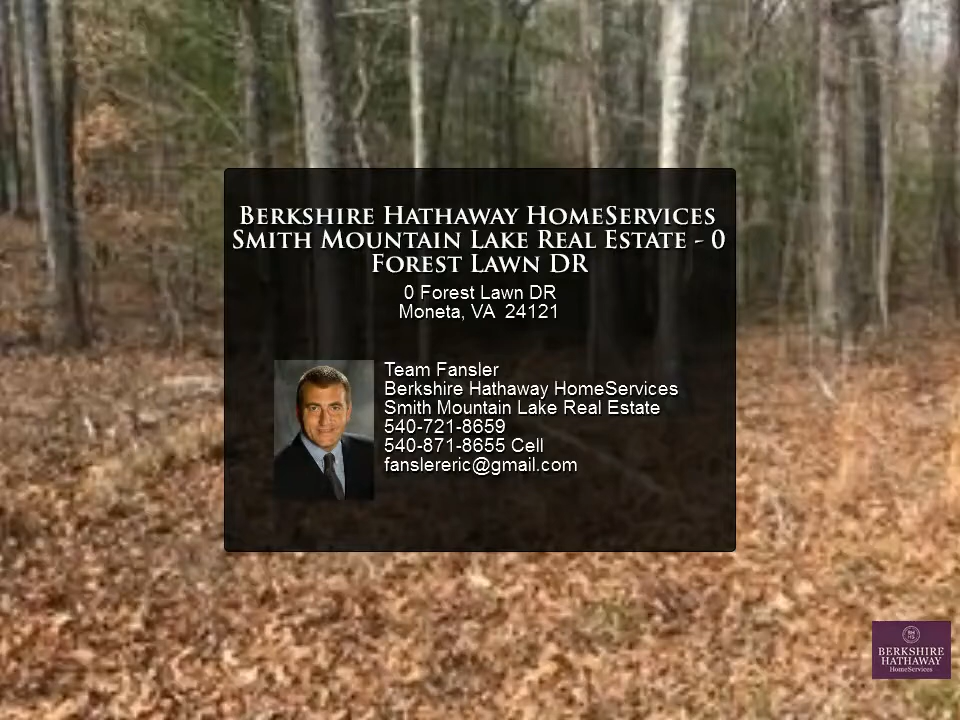 Berkshire Hathaway HomeServices
Smith Mountain Lake Real Estate - 0
Forest Lawn DR
0 Forest Lawn DR
Moneta, VA  24121
Team Fansler
Berkshire Hathaway HomeServices
Smith Mountain Lake Real Estate
540-721-8659
540-871-8655 Cell
fanslereric@gmail.com
BH
HS
BERKSHIRE
HATHAWAY
HomeServices